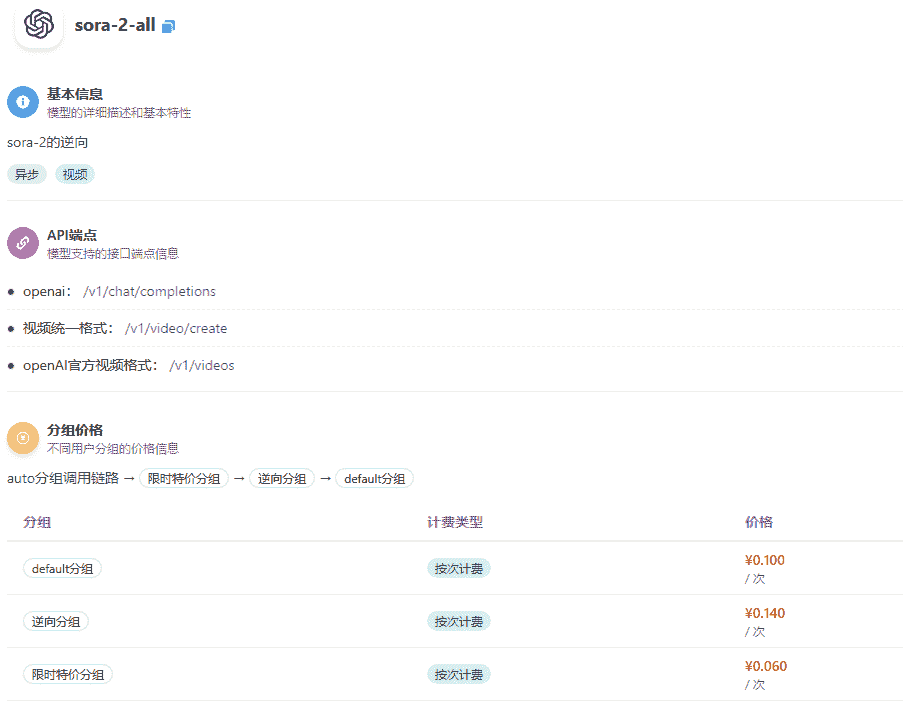 sora-2-all
基本信息
模型的详细描述和基本特性
sora-2的逆向
异步 视频
API端点
模型支持的接口端点信息
openai： /v1/chat/completions
视频统一格式： /v1/video/create
openAI官方视频格式： /v1/videos
分组价格
不同用户分组的价格信息
auto分组调用链路 → 限时特价分组 → 逆向分组 → default分组
分组 计费类型 价格
default分组 按次计费 ¥0.100
/ 次
逆向分组 按次计费 ¥0.140
/ 次
限时特价分组 按次计费 ¥0.060
/ 次